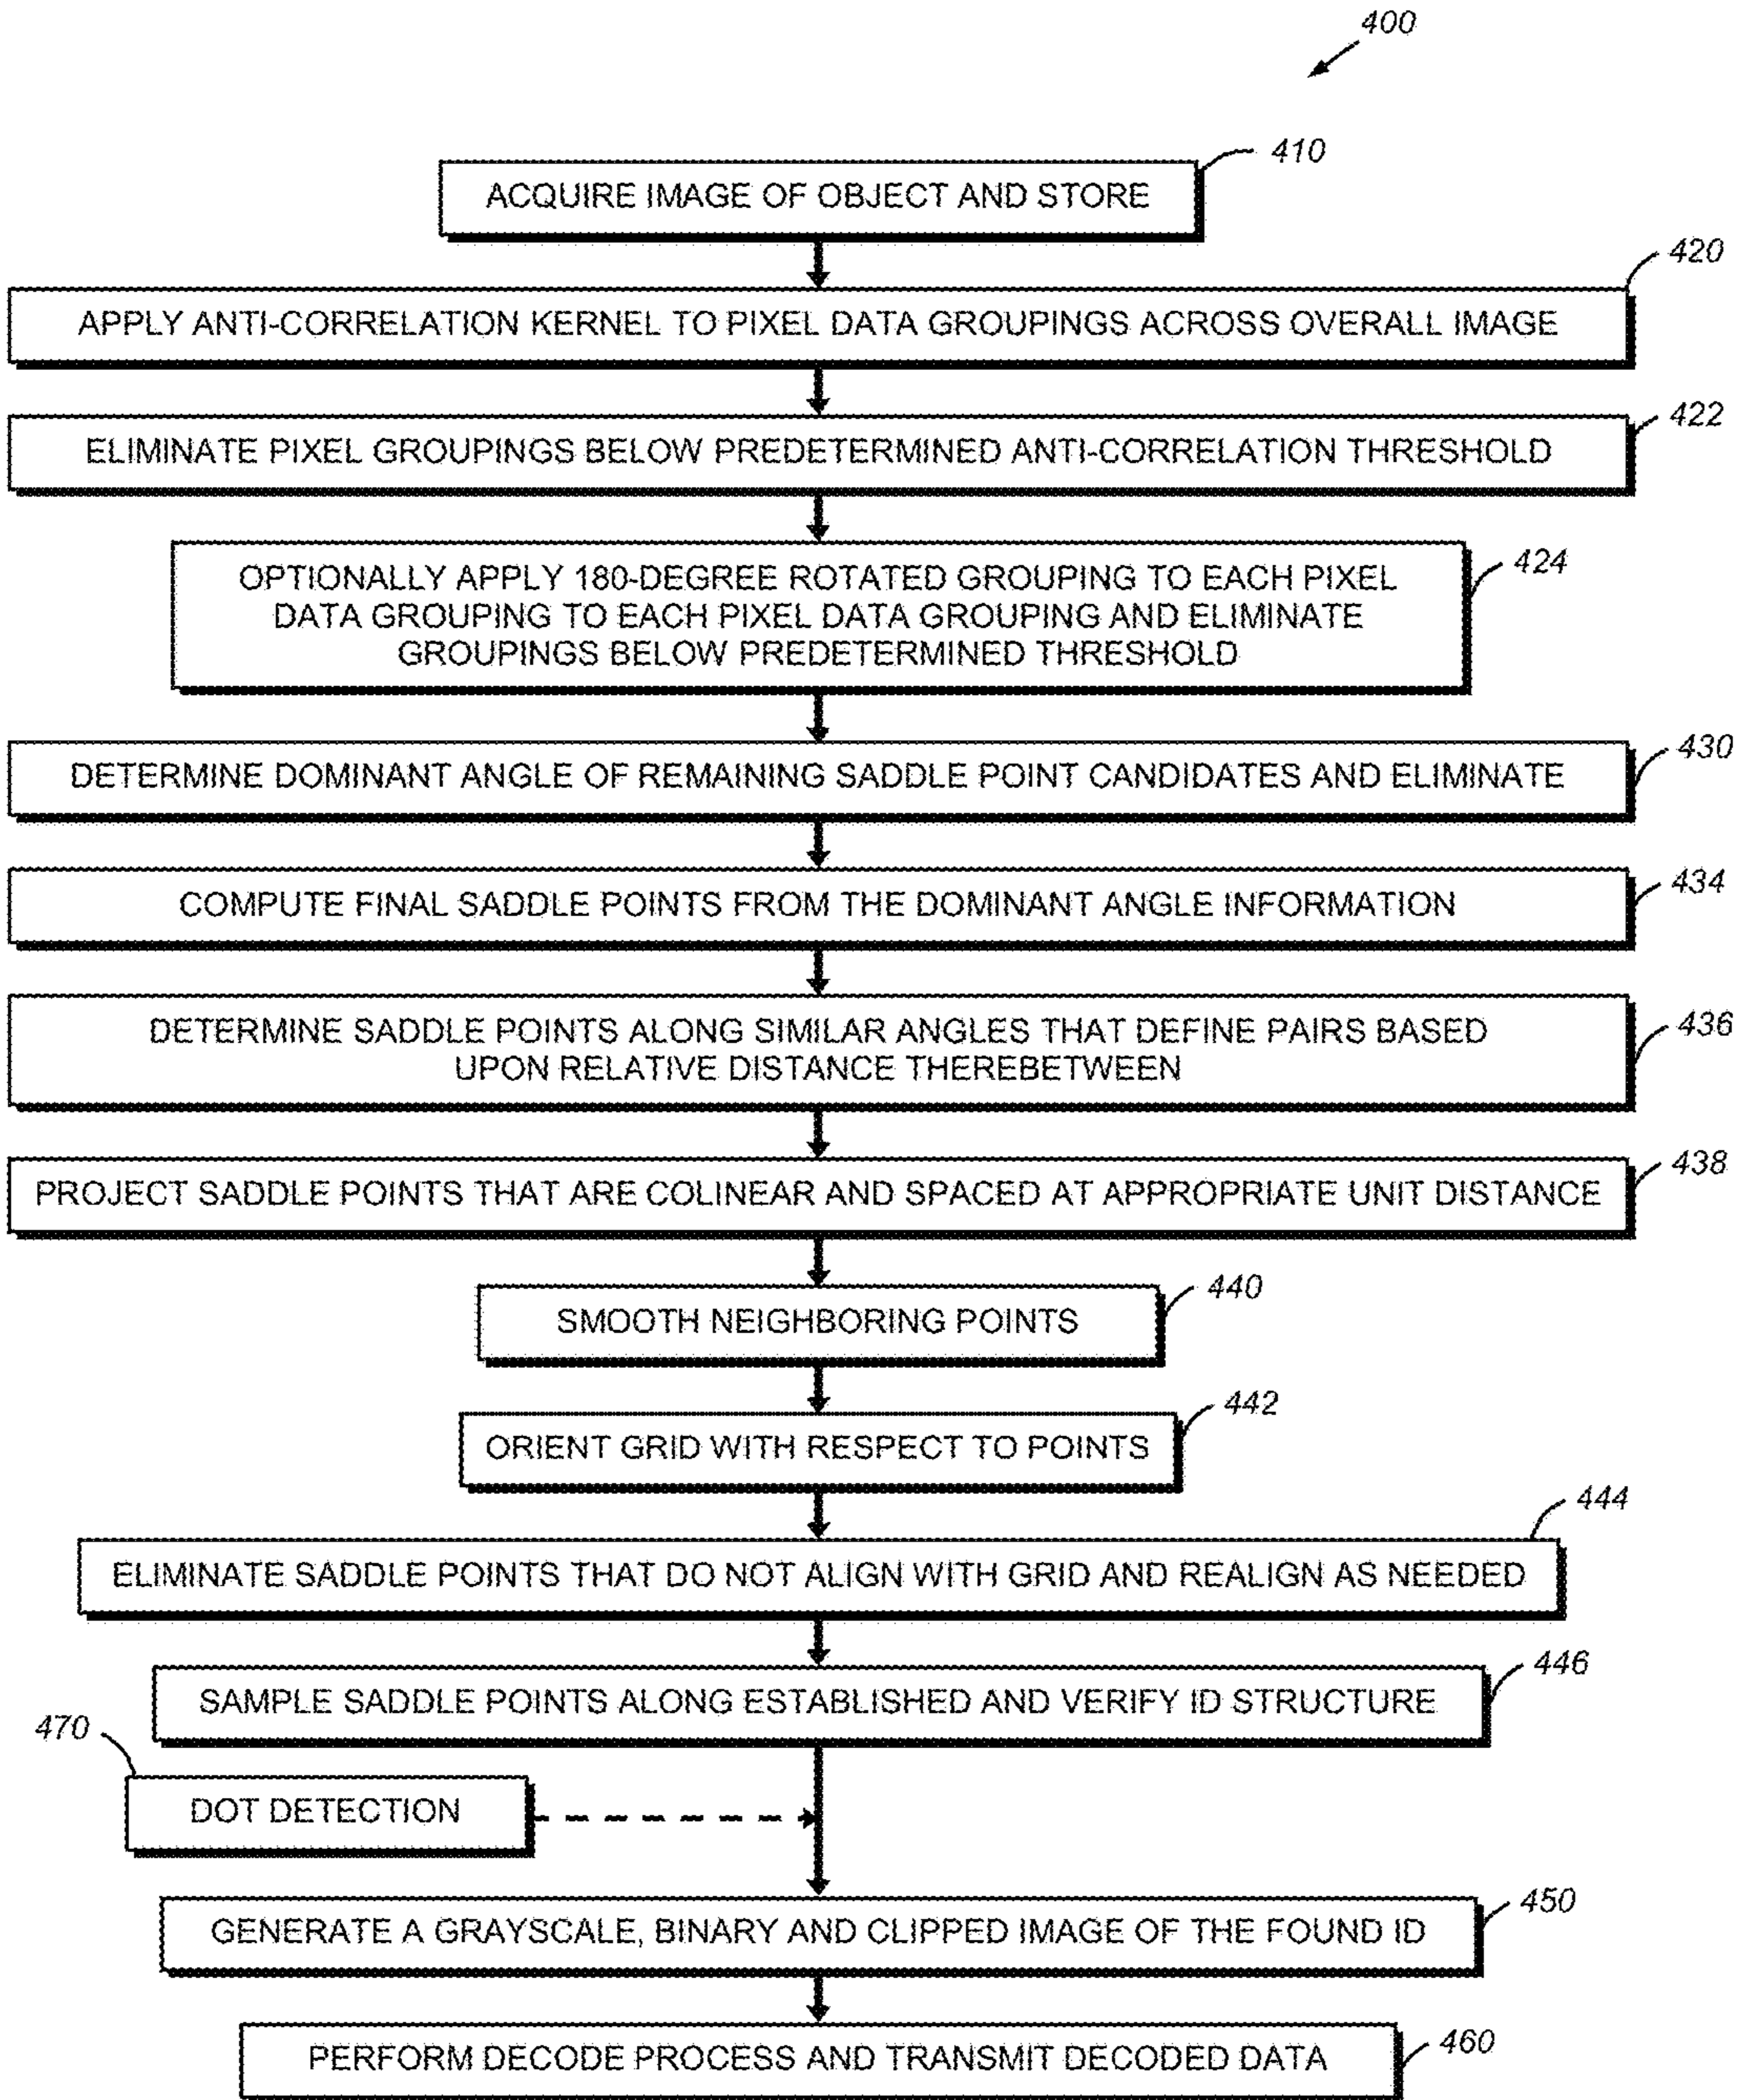 400
410
ACQUIRE IMAGE OF OBJECT AND STORE
420
APPLY ANTI-CORRELATION KERNEL TO PIXEL DATA GROUPINGS ACROSS OVERALL IMAGE
422
ELIMINATE PIXEL GROUPINGS BELOW PREDETERMINED ANTI-CORRELATION THRESHOLD
424
OPTIONALLY APPLY 180-DEGREE ROTATED GROUPING TO EACH PIXEL
DATA GROUPING TO EACH PIXEL DATA GROUPING AND ELIMINATE
GROUPINGS BELOW PREDETERMINED THRESHOLD
430
DETERMINE DOMINANT ANGLE OF REMAINING SADDLE POINT CANDIDATES AND ELIMINATE
434
COMPUTE FINAL SADDLE POINTS FROM THE DOMINANT ANGLE INFORMATION
436
DETERMINE SADDLE POINTS ALONG SIMILAR ANGLES THAT DEFINE PAIRS BASED
UPON RELATIVE DISTANCE THEREBETWEEN
438
PROJECT SADDLE POINTS THAT ARE COLINEAR AND SPACED AT APPROPRIATE UNIT DISTANCE
440
SMOOTH NEIGHBORING POINTS
442
ORIENT GRID WITH RESPECT TO POINTS
444
ELIMINATE SADDLE POINTS THAT DO NOT ALIGN WITH GRID AND REALIGN AS NEEDED
446
SAMPLE SADDLE POINTS ALONG ESTABLISHED AND VERIFY ID STRUCTURE
470
DOT DETECTION
450
GENERATE A GRAYSCALE, BINARY AND CLIPPED IMAGE OF THE FOUND ID
460
PERFORM DECODE PROCESS AND TRANSMIT DECODED DATA